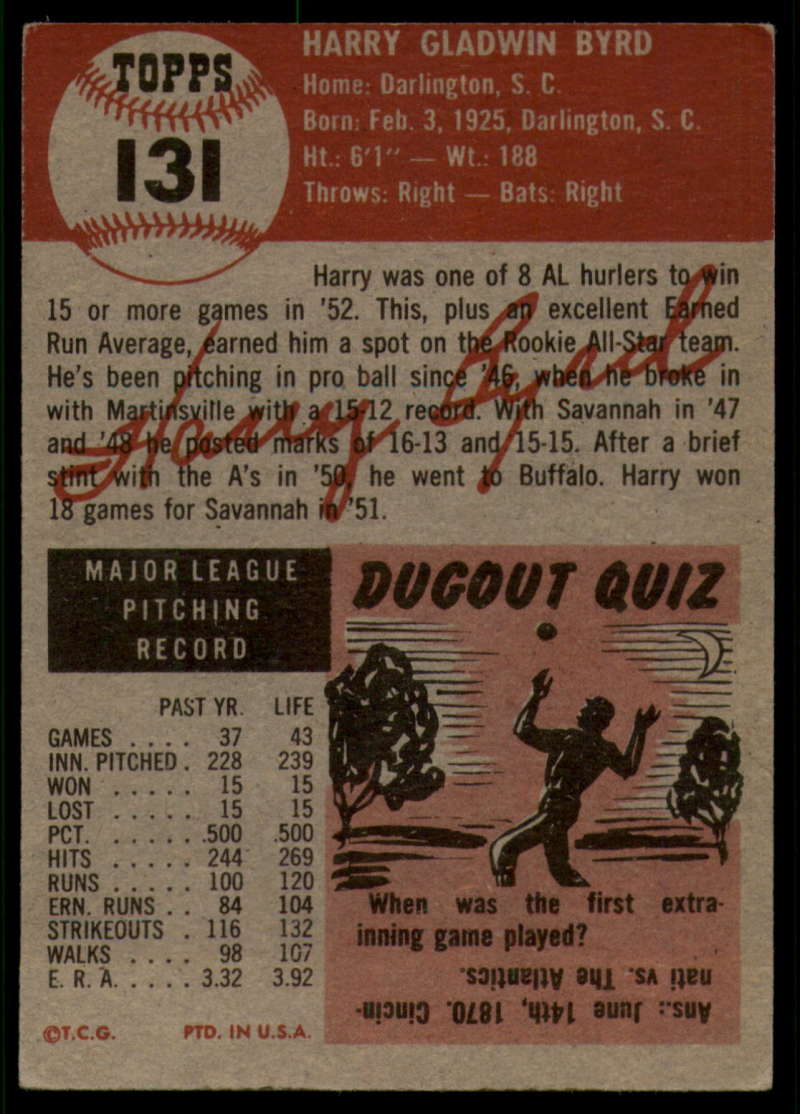 TOPPS
131
HARRY GLADWIN BYRD
Home: Darlington, S. C.
Born: Feb. 3, 1925, Darlington, S. C.
Ht.: 6'1" — Wt.: 188
Throws: Right — Bats: Right
Harry was one of 8 AL hurlers to win
15 or more games in '52. This, plus an excellent Earned
Run Average, earned him a spot on the Rookie All-Star team.
He's been pitching in pro ball since '46, when he broke in
with Martinsville with a 15-12 record. With Savannah in '47
and '48 he posted marks of 16-13 and 15-15. After a brief
stint with the A's in '50, he went to Buffalo. Harry won
18 games for Savannah in '51.
Harry Byrd
MAJOR LEAGUE
PITCHING
RECORD
PAST YR. LIFE
GAMES . . . . 37 43
INN. PITCHED . 228 239
WON . . . . . 15 15
LOST . . . . . 15 15
PCT. . . . . . .500 .500
HITS . . . . . 244 269
RUNS . . . . . 100 120
ERN. RUNS . . 84 104
STRIKEOUTS . 116 132
WALKS . . . . 98 107
E. R. A. . . . . 3.32 3.92
©T.C.G. PTD. IN U.S.A.
DUGOUT QUIZ
When was the first extra-
inning game played?
Ans.: June 14th, 1870. Cincin-
nati vs. The Atlantics.